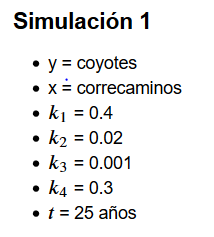 Simulación 1
• y = coyotes
• x = correcaminos
• k₁ = 0.4
• k₂ = 0.02
• k₃ = 0.001
• k₄ = 0.3
• t = 25 años